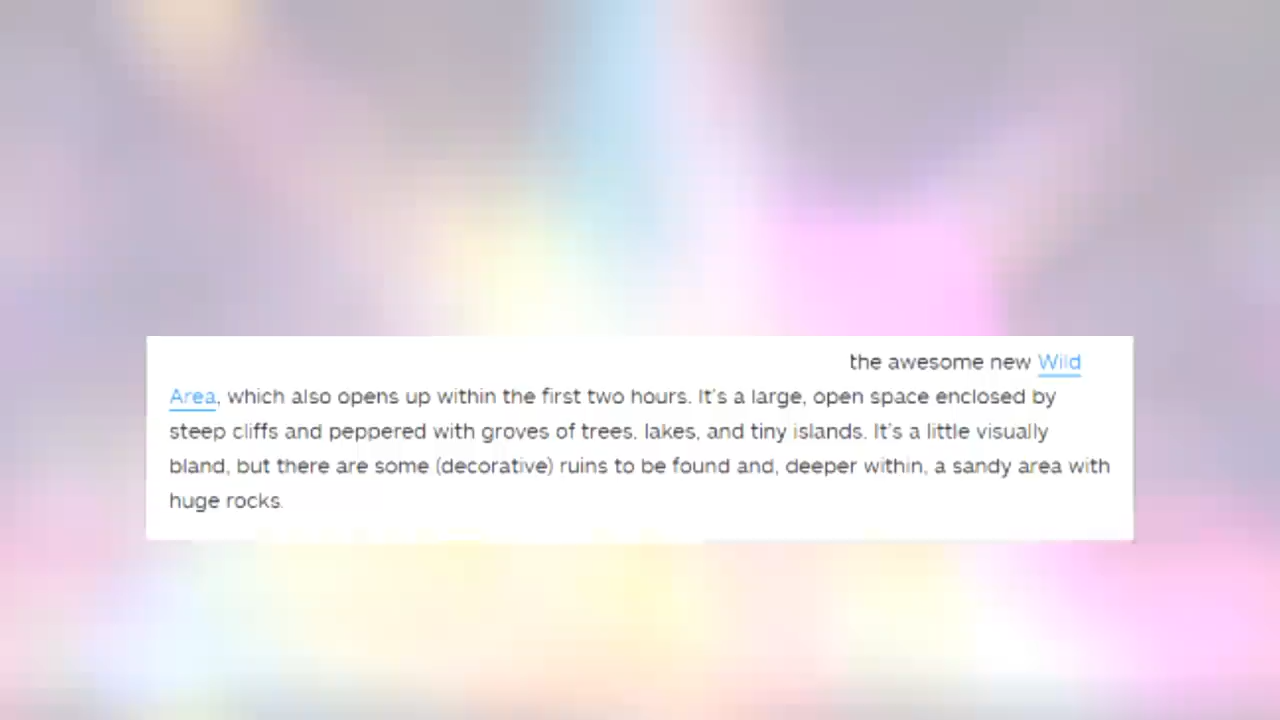 the awesome new Wild
Area, which also opens up within the first two hours. It's a large, open space enclosed by
steep cliffs and peppered with groves of trees, lakes, and tiny islands. It's a little visually
bland, but there are some (decorative) ruins to be found and, deeper within, a sandy area with
huge rocks.